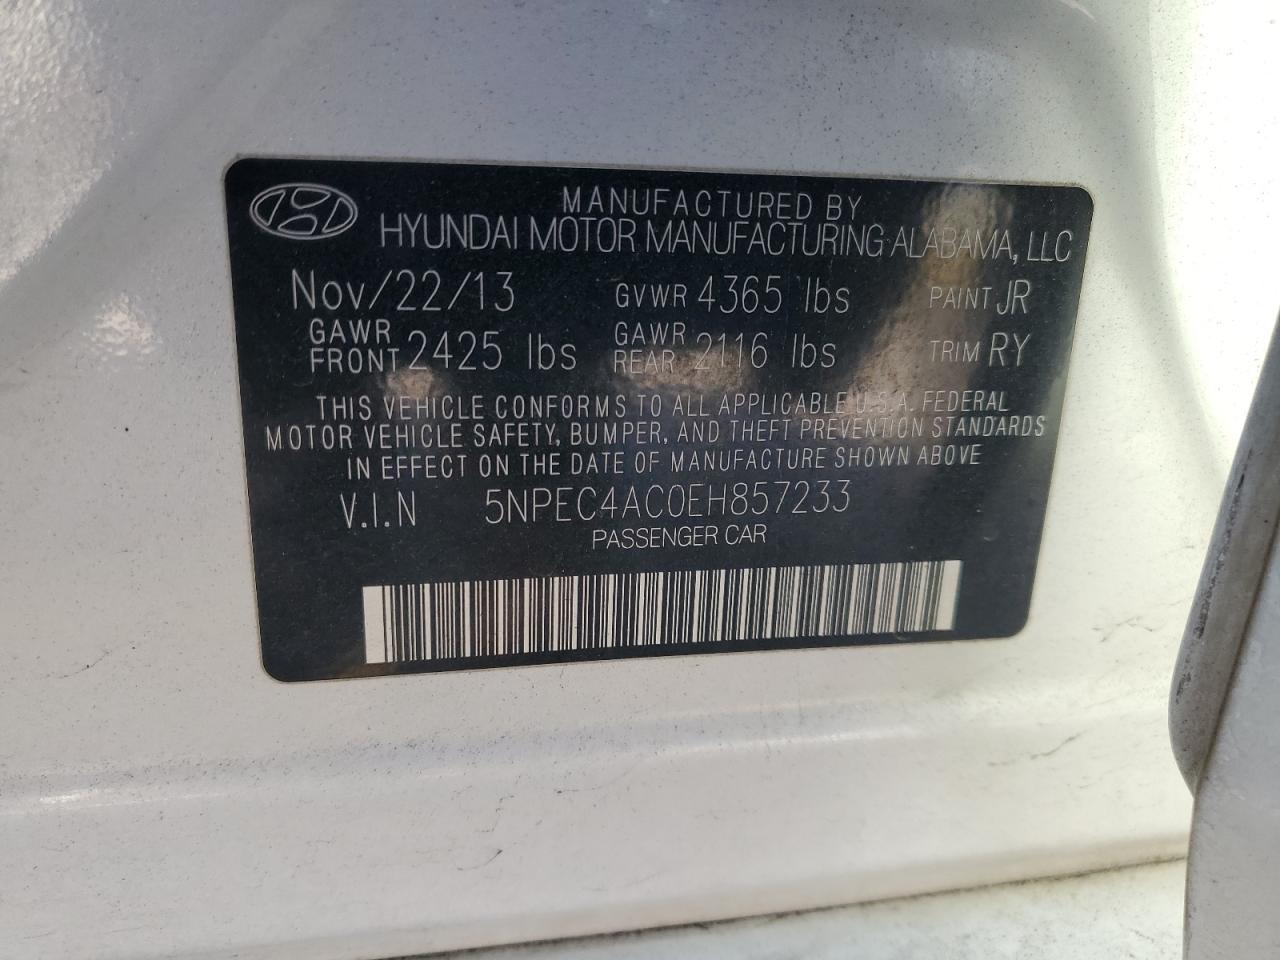 MANUFACTURED BY
HYUNDAI MOTOR MANUFACTURING ALABAMA, LLC
Nov/22/13 GVWR 4365 lbs PAINT JR
GAWR FRONT 2425 lbs GAWR REAR 2116 lbs TRIM RY
THIS VEHICLE CONFORMS TO ALL APPLICABLE U.S.A. FEDERAL
MOTOR VEHICLE SAFETY, BUMPER, AND THEFT PREVENTION STANDARDS
IN EFFECT ON THE DATE OF MANUFACTURE SHOWN ABOVE
V.I.N 5NPEC4AC0EH857233
PASSENGER CAR